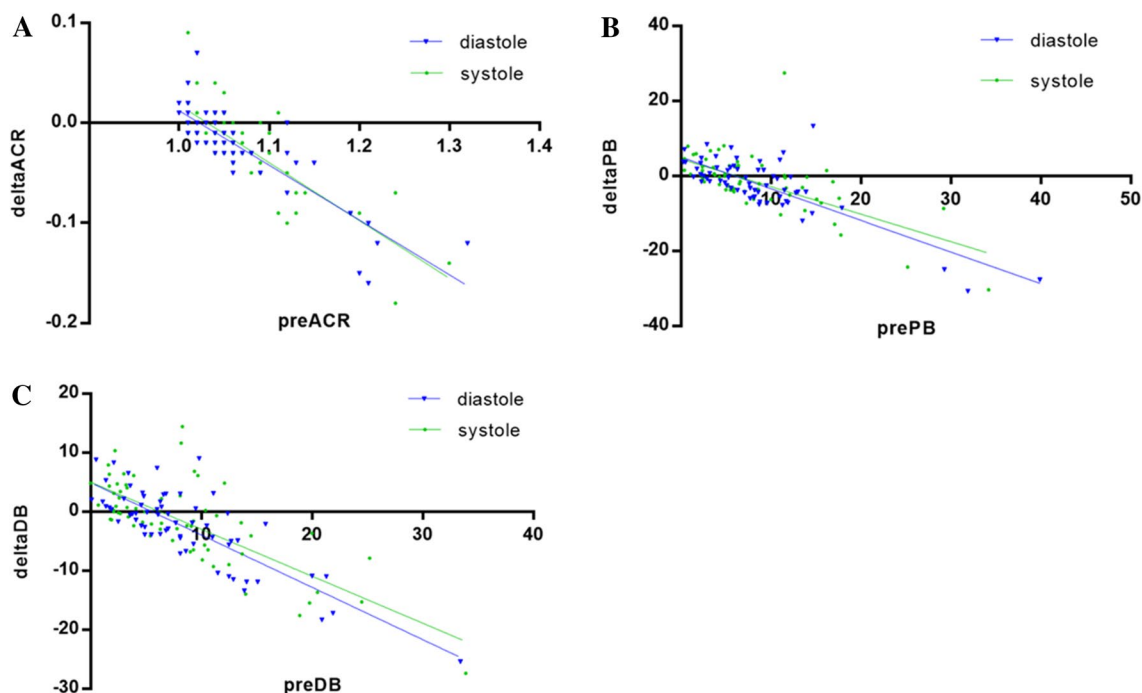 A
0.1
0.0
-0.1
-0.2
1.0 1.1 1.2 1.3 1.4
deltaACR
preACR
diastole
systole
B
40
20
0
-20
-40
10 20 30 40 50
deltaPB
prePB
diastole
systole
C
20
10
0
-10
-20
-30
10 20 30 40
deltaDB
preDB
diastole
systole